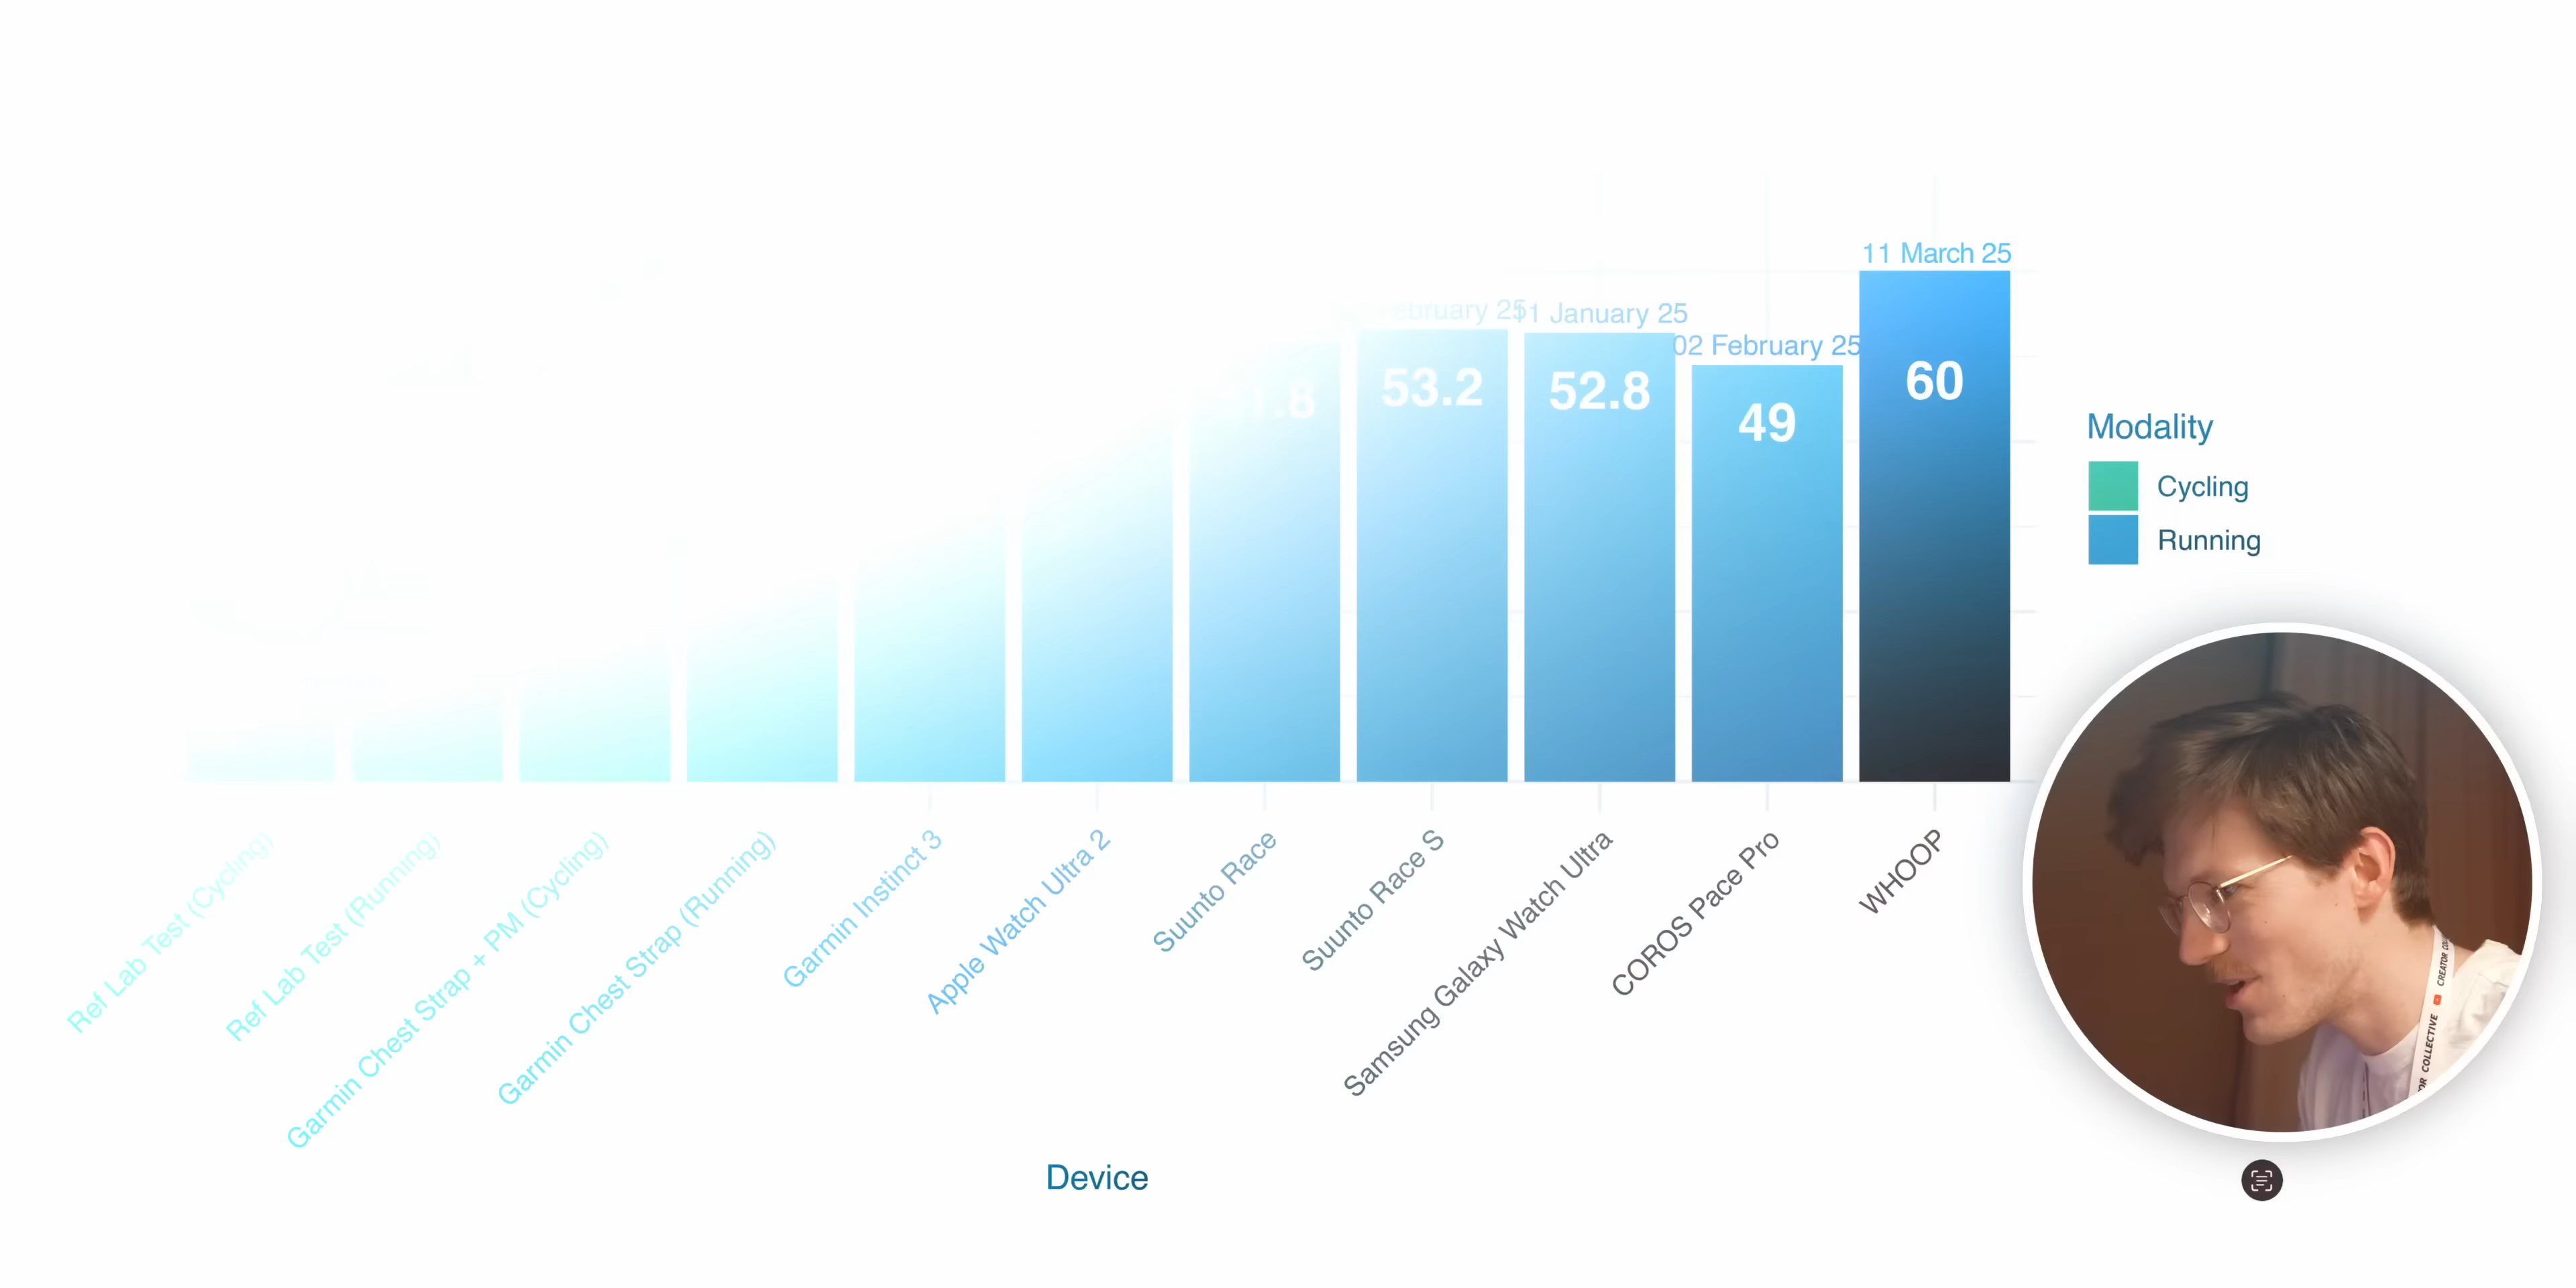 11 March 25
January 25
02 February 25
53.2
52.8
49
60
Modality
Cycling
Running
Ref Lab Test (Cycling)
Ref Lab Test (Running)
Garmin Chest Strap + PM (Cycling)
Garmin Chest Strap (Running)
Garmin Instinct 3
Apple Watch Ultra 2
Suunto Race
Suunto Race S
Samsung Galaxy Watch Ultra
COROS Pace Pro
WHOOP
Device
COLLECTIVE
CREATOR